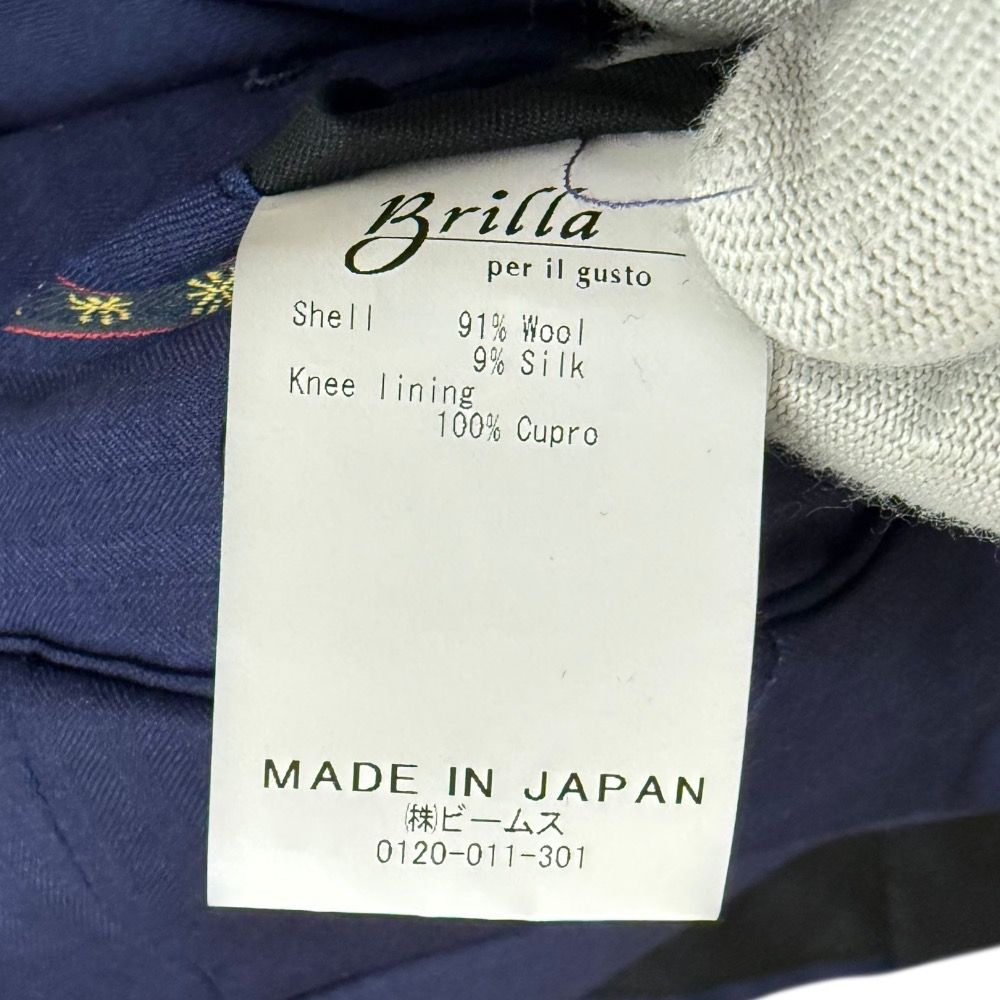 Brilla
per il gusto
Shell 91% Wool
9% Silk
Knee lining
100% Cupro
MADE IN JAPAN
㈱ビームス
0120-011-301